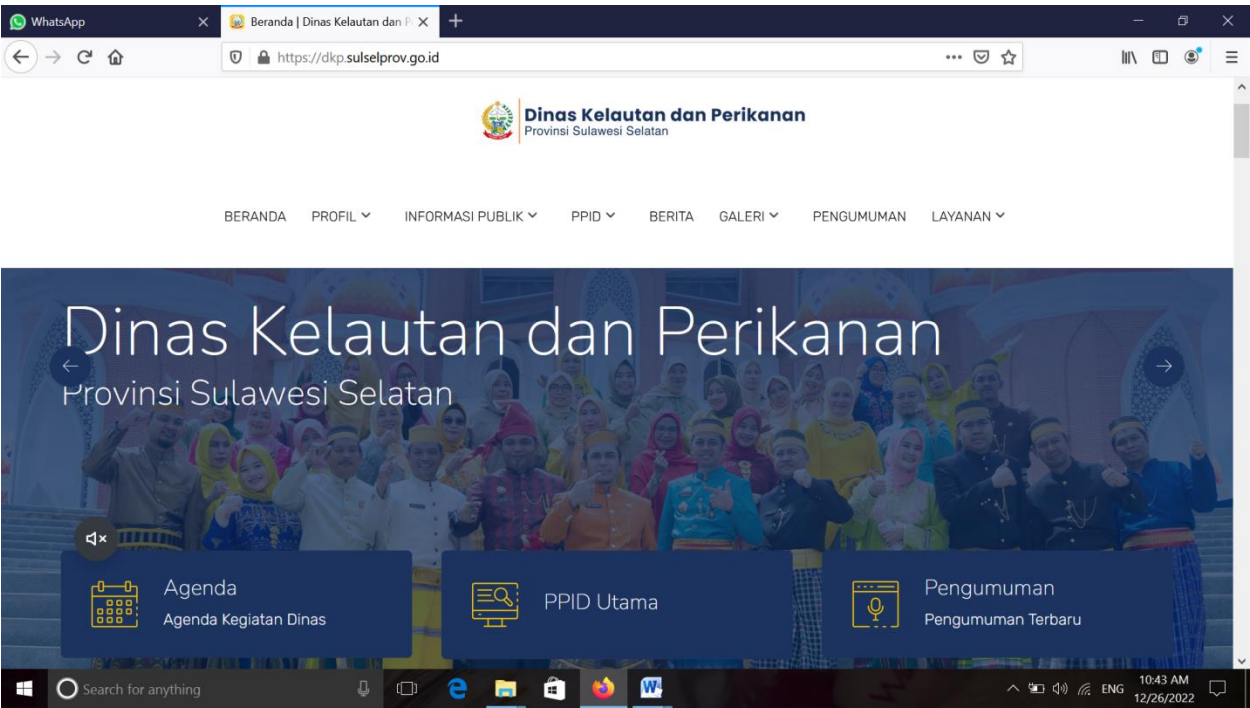 WhatsApp
Beranda | Dinas Kelautan dan P
https://dkp.sulselprov.go.id
Dinas Kelautan dan Perikanan
Provinsi Sulawesi Selatan
BERANDA PROFIL INFORMASI PUBLIK PPID BERITA GALERI PENGUMUMAN LAYANAN
Dinas Kelautan dan Perikanan
Provinsi Sulawesi Selatan
Agenda
Agenda Kegiatan Dinas
PPID Utama
Pengumuman
Pengumuman Terbaru
Search for anything
ENG
10:43 AM
12/26/2022